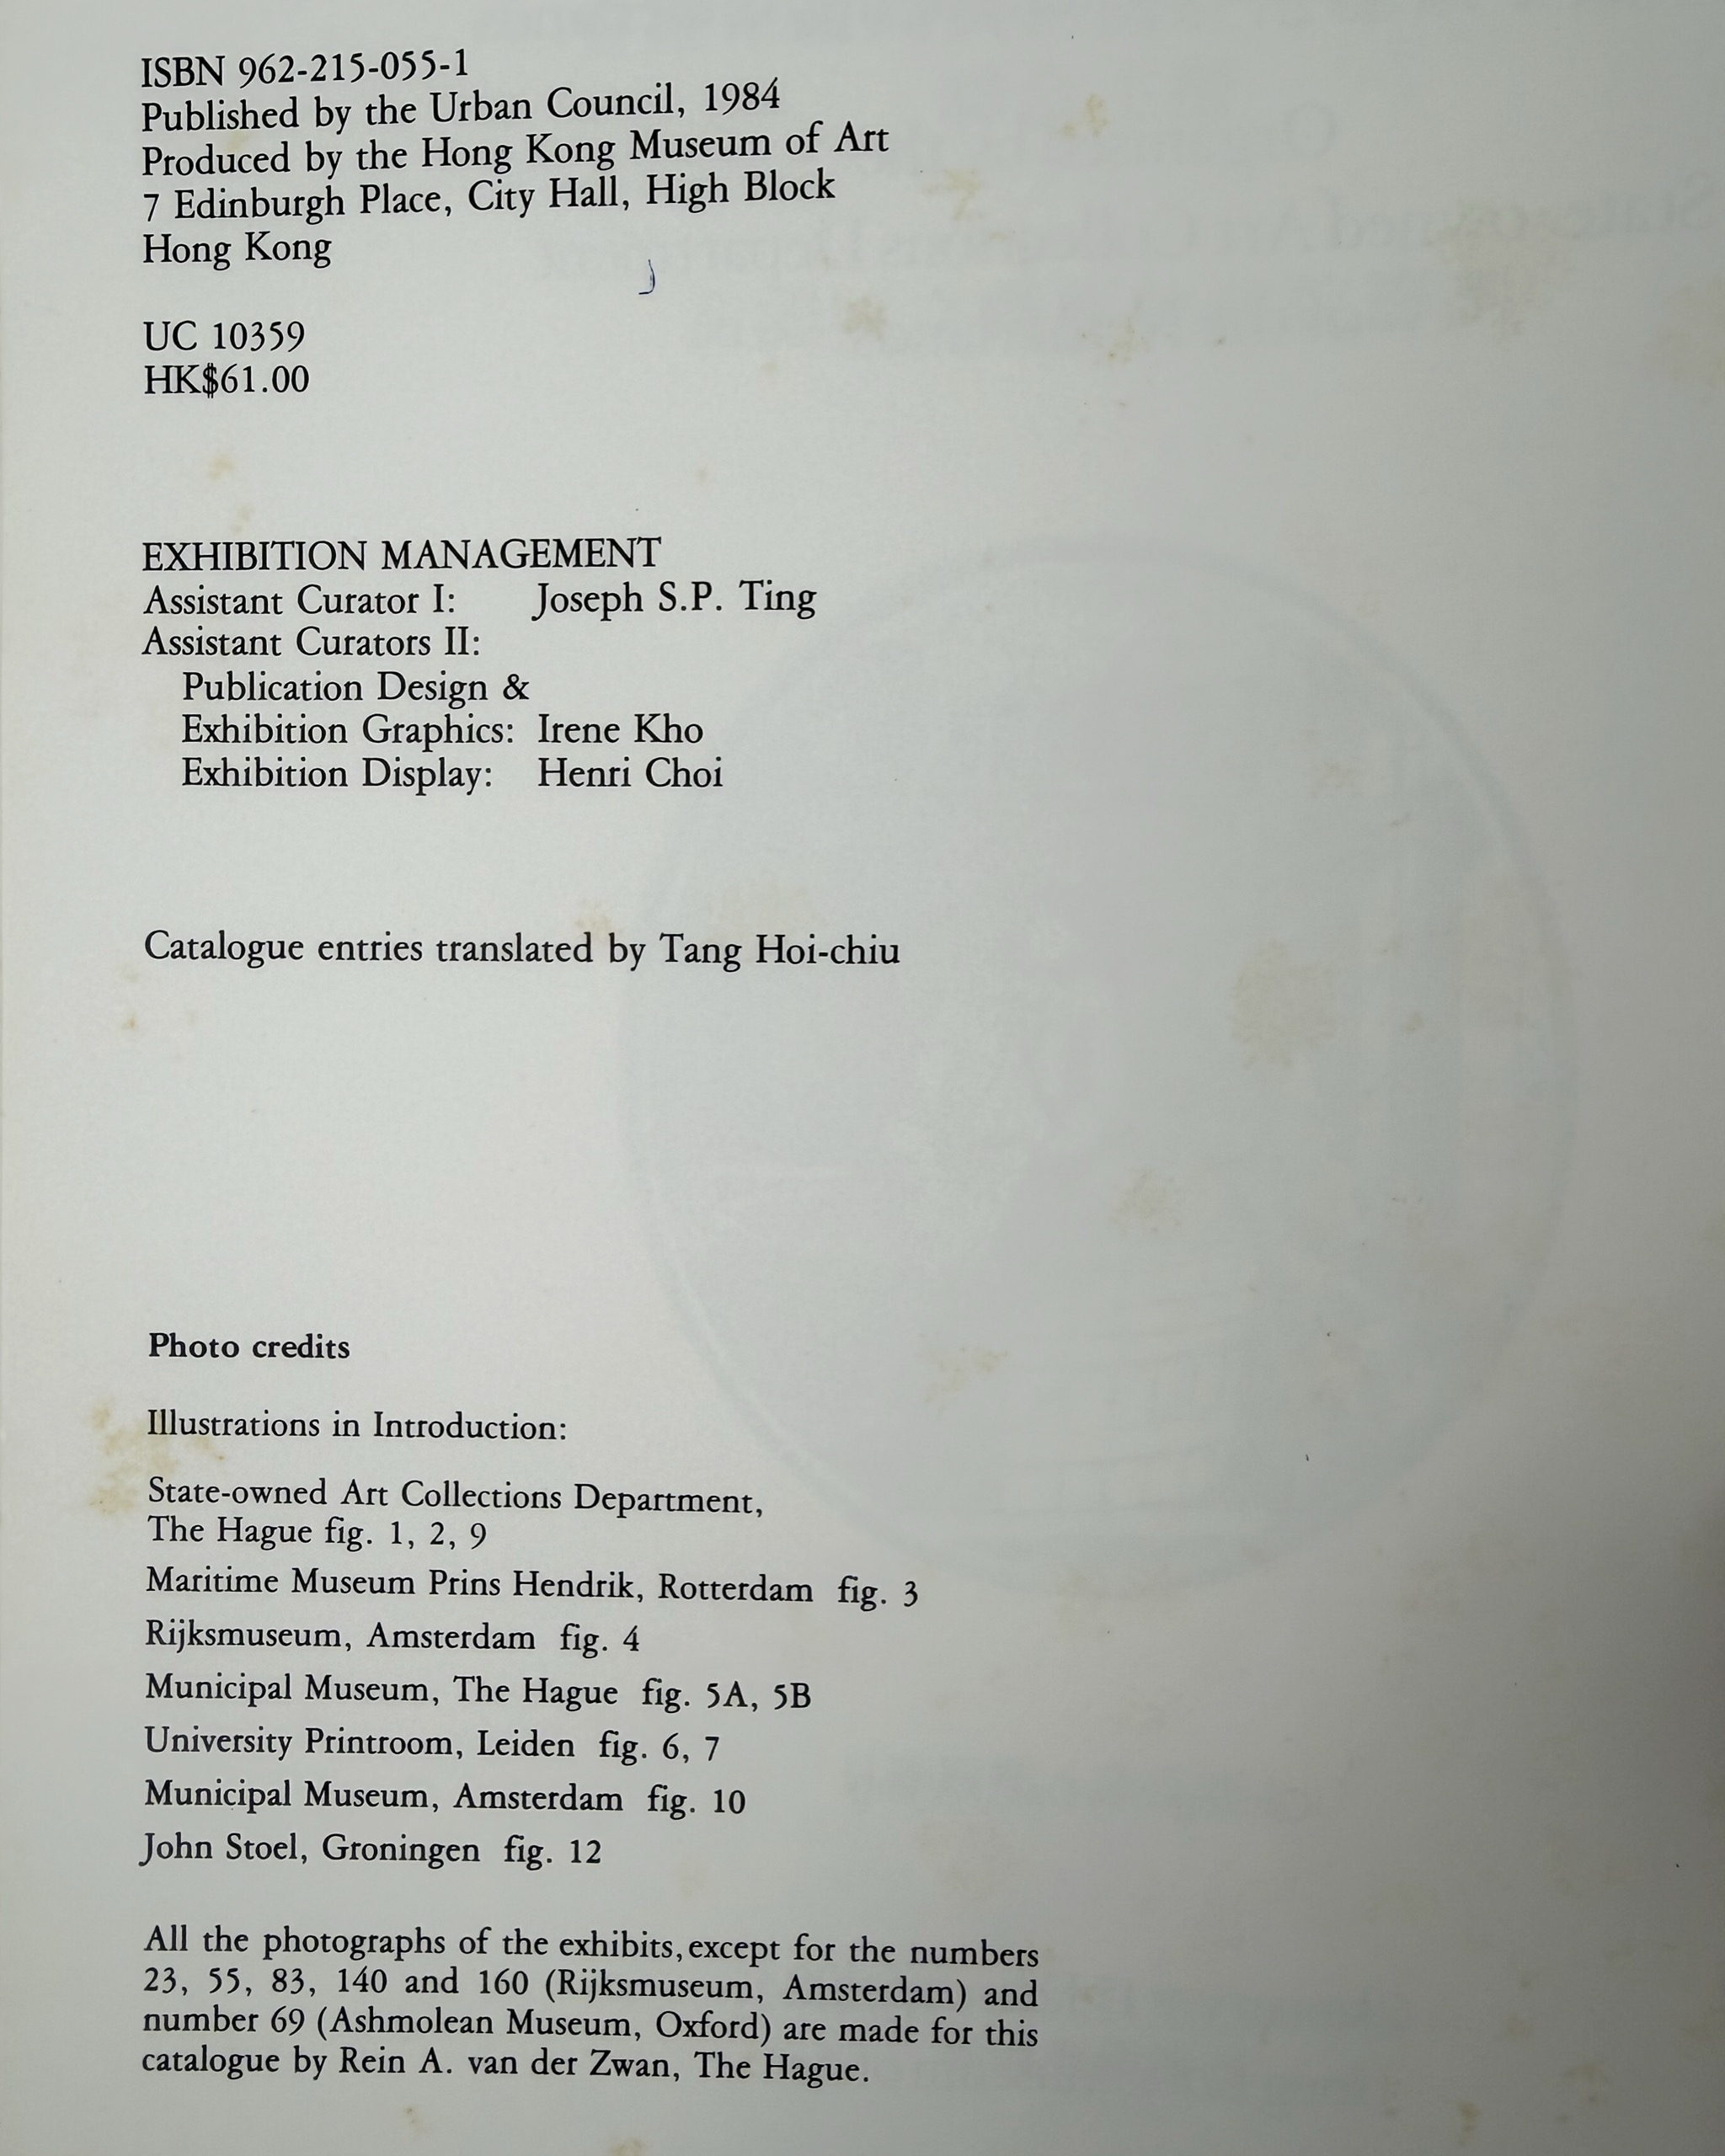 ISBN 962-215-055-1
Published by the Urban Council, 1984
Produced by the Hong Kong Museum of Art
7 Edinburgh Place, City Hall, High Block
Hong Kong
UC 10359
HK$61.00
EXHIBITION MANAGEMENT
Assistant Curator I: Joseph S.P. Ting
Assistant Curators II:
Publication Design &
Exhibition Graphics: Irene Kho
Exhibition Display: Henri Choi
Catalogue entries translated by Tang Hoi-chiu
Photo credits
Illustrations in Introduction:
State-owned Art Collections Department,
The Hague fig. 1, 2, 9
Maritime Museum Prins Hendrik, Rotterdam fig. 3
Rijksmuseum, Amsterdam fig. 4
Municipal Museum, The Hague fig. 5A, 5B
University Printroom, Leiden fig. 6, 7
Municipal Museum, Amsterdam fig. 10
John Stoel, Groningen fig. 12
All the photographs of the exhibits, except for the numbers
23, 55, 83, 140 and 160 (Rijksmuseum, Amsterdam) and
number 69 (Ashmolean Museum, Oxford) are made for this
catalogue by Rein A. van der Zwan, The Hague.